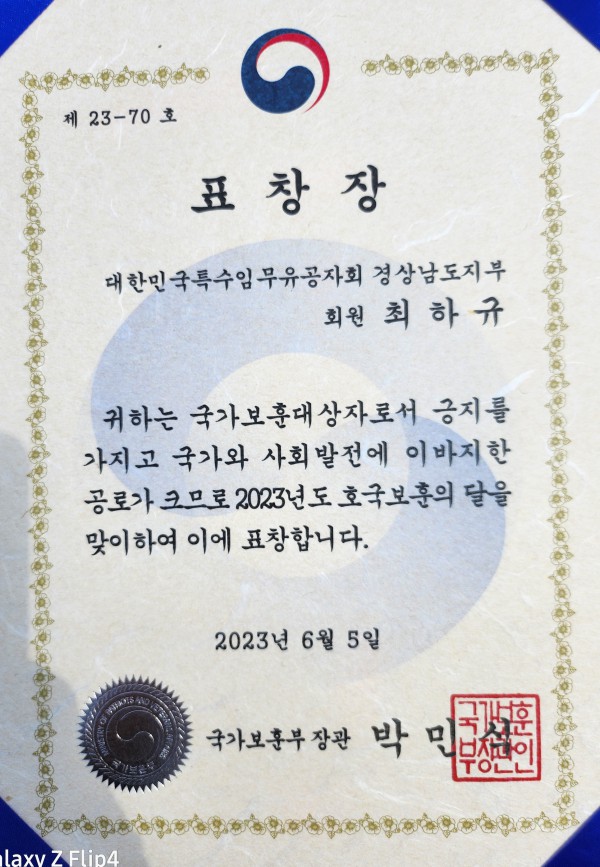 제 23-70 호
표 창 장
대한민국특수임무유공자회 경상남도지부
회원 최 하 규
귀하는 국가보훈대상자로서 긍지를
가지고 국가와 사회발전에 이바지한
공로가 크므로 2023년도 호국보훈의 달을
맞이하여 이에 표창합니다.
2023년 6월 5일
국가보훈부장관 박 민 식
국가보훈
부장관인
국가보훈부
alaxy Z Flip4